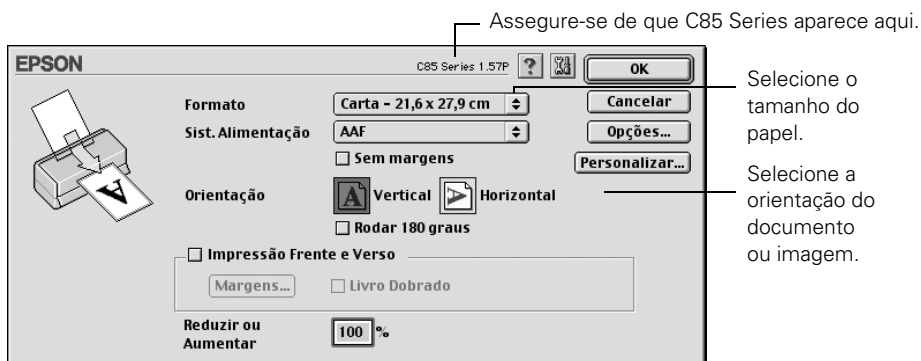 Assegure-se de que C85 Series aparece aqui.
EPSON
C85 Series 1.57P
?
OK
Formato
Carta - 21,6 x 27,9 cm
Cancelar
Sist. Alimentação
AAF
Opções...
Sem margens
Personalizar...
Orientação
A Vertical
A Horizontal
Rodar 180 graus
Impressão Frente e Verso
Margens...
Livro Dobrado
Reduzir ou
Aumentar
100 %
A
Selecione o
tamanho do
papel.
Selecione a
orientação do
documento
ou imagem.